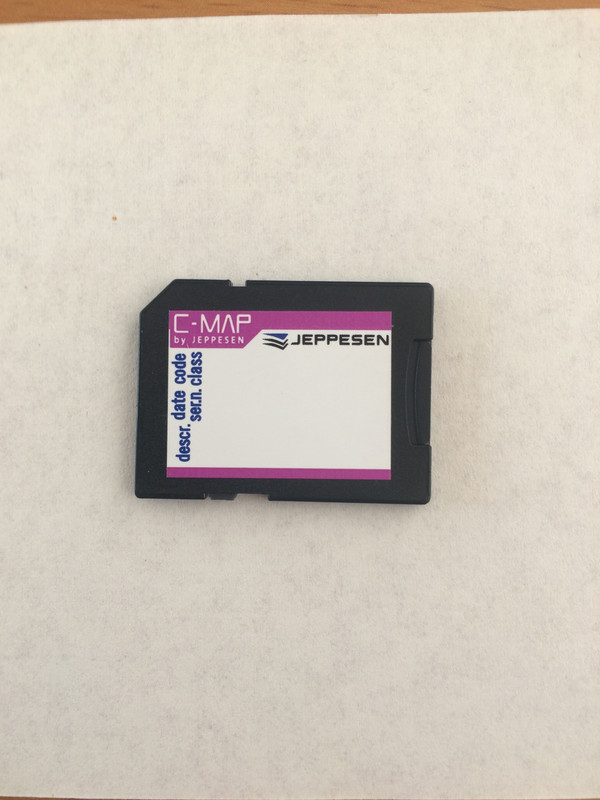 C-MAP
by JEPPESEN
JEPPESEN
descr. date code
ser.n. class